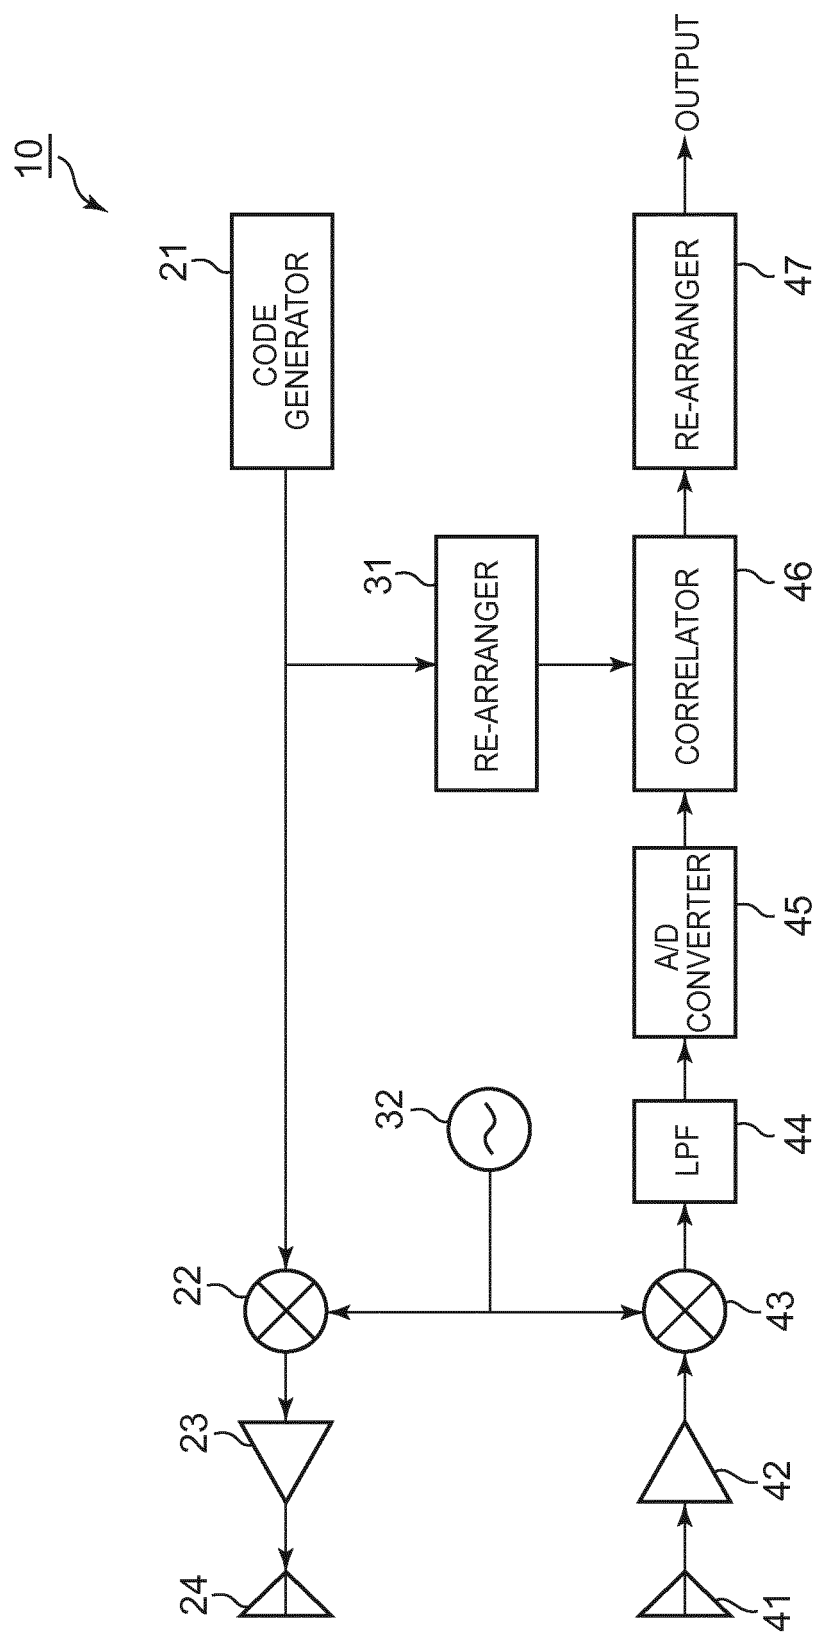 10
21
CODE
GENERATOR
22
23
24
31
RE-ARRANGER
32
41
42
43
44
LPF
45
A/D
CONVERTER
46
CORRELATOR
47
RE-ARRANGER
OUTPUT